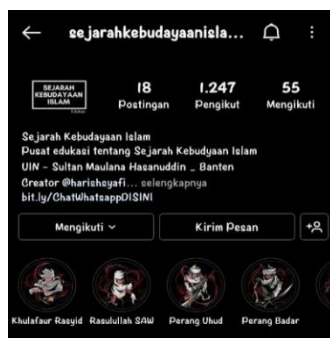 sejarahkebudayaanisla...
SEJARAH
KEBUDAYAAN
ISLAM
18
Postingan
1.247
Pengikut
55
Mengikuti
Sejarah Kebudayaan Islam
Pusat edukasi tentang Sejarah Kebudyaan Islam
UIN - Sultan Maulana Hasanuddin _ Banten
Creator @harishsyafi... selengkapnya
bit.ly/ChatWhatsappDISINI
Mengikuti
Kirim Pesan
Khulafaur Rasyid
Rasulullah SAW
Perang Uhud
Perang Badar